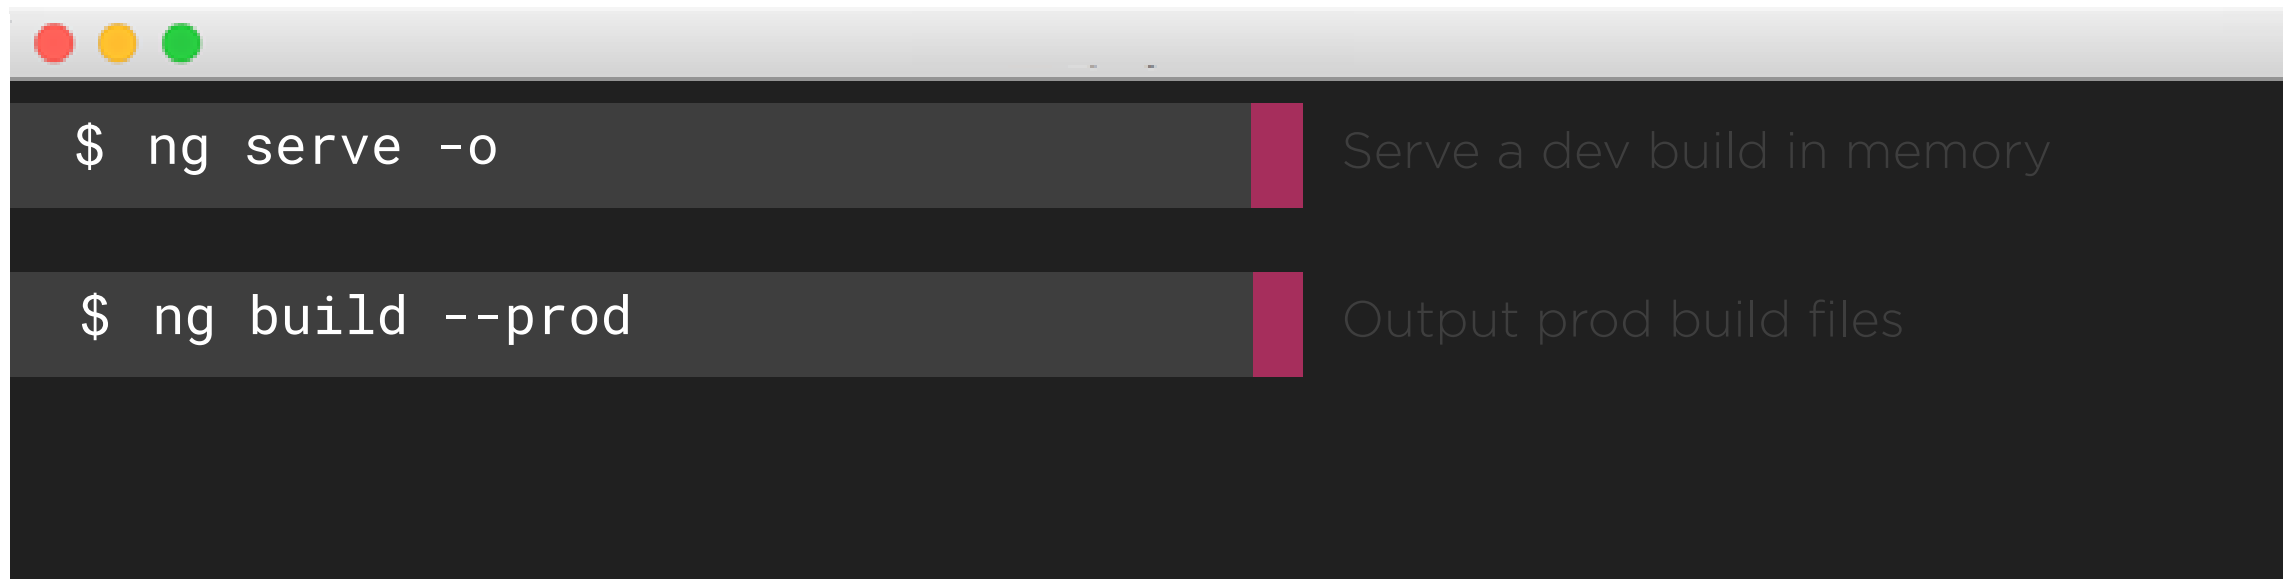 $ ng serve -o
Serve a dev build in memory
$ ng build --prod
Output prod build files